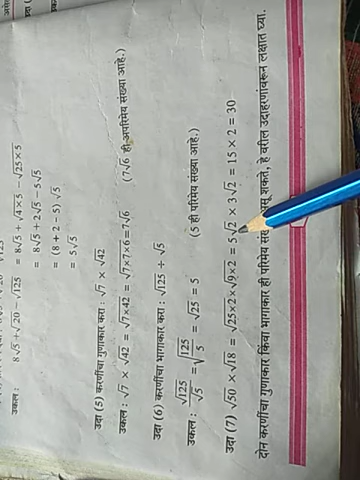 उकल : 8√5 + √20 − √125 = 8√5 + √4×5 − √25×5
= 8√5 + 2√5 − 5√5
= (8 + 2 − 5) √5
= 5√5
उदा (5) करणींचा गुणाकार करा : √7 × √42
उकल : √7 × √42 = √7×42 = √7×7×6 = 7√6 (7√6 ही अपरिमेय संख्या आहे.)
उदा (6) करणींचा भागाकार करा : √125 ÷ √5
उकल : √125/√5 = √125/5 = √25 = 5 (5 ही परिमेय संख्या आहे.)
उदा (7) √50 × √18 = √25×2 × √9×2 = 5√2 × 3√2 = 15 × 2 = 30
दोन करणींचा गुणाकार किंवा भागाकार ही परिमेय शकते, हे वरील उदाहरणांवरून लक्षात घ्या.